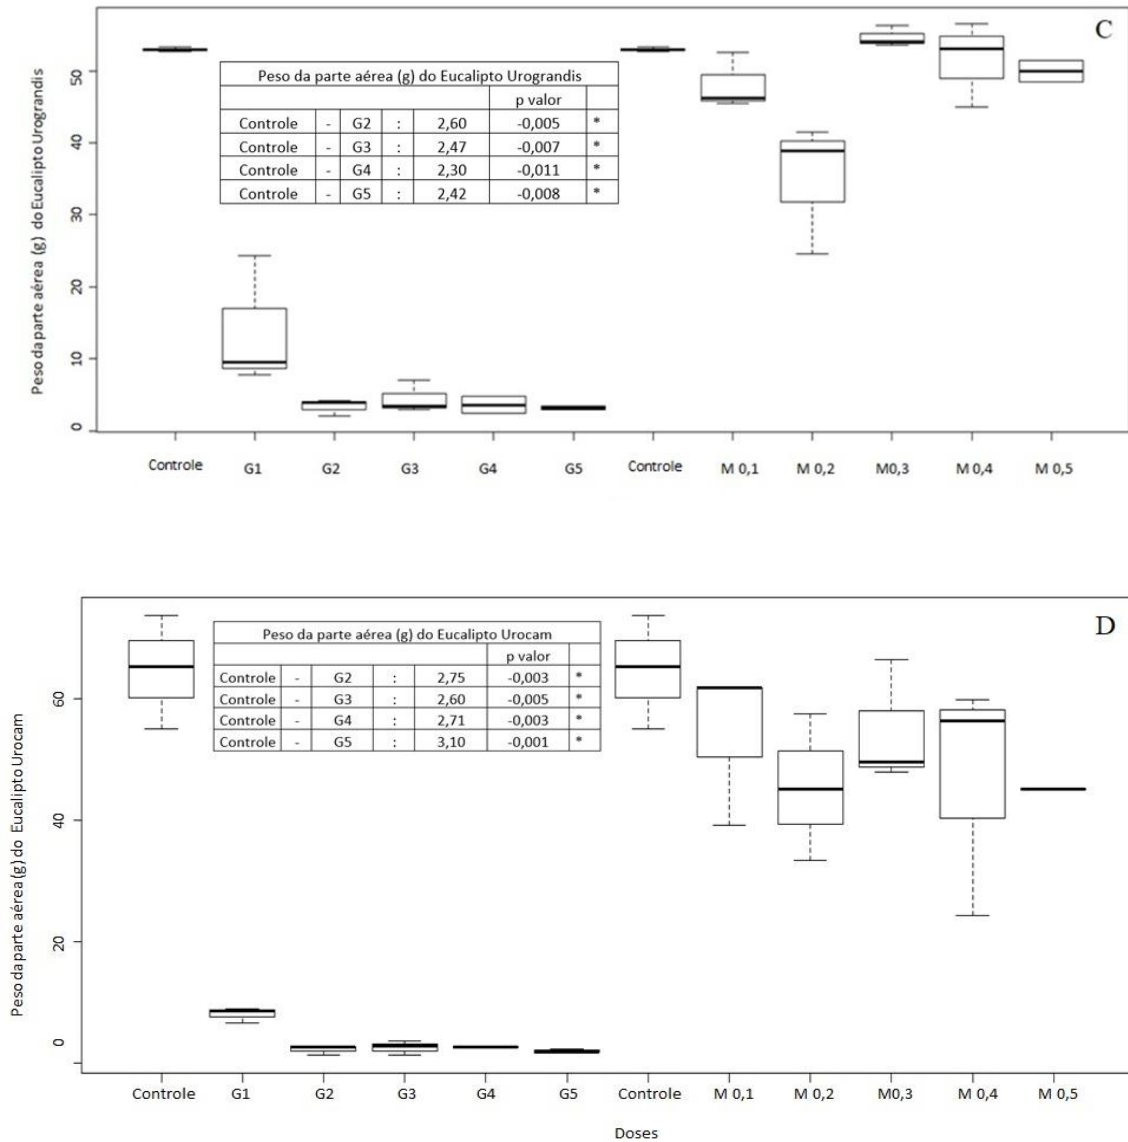 C
Peso da parte aérea (g) do Eucalipto Urograndis
50
40
30
20
10
0
Peso da parte aérea (g) do Eucalipto Urograndis
p valor
Controle - G2 : 2,60 -0,005 *
Controle - G3 : 2,47 -0,007 *
Controle - G4 : 2,30 -0,011 *
Controle - G5 : 2,42 -0,008 *
Controle G1 G2 G3 G4 G5 Controle M 0,1 M 0,2 M0,3 M 0,4 M 0,5
D
Peso da parte aérea (g) do Eucalipto Urocam
60
40
20
0
Peso da parte aérea (g) do Eucalipto Urocam
p valor
Controle - G2 : 2,75 -0,003 *
Controle - G3 : 2,60 -0,005 *
Controle - G4 : 2,71 -0,003 *
Controle - G5 : 3,10 -0,001 *
Controle G1 G2 G3 G4 G5 Controle M 0,1 M 0,2 M0,3 M 0,4 M 0,5
Doses